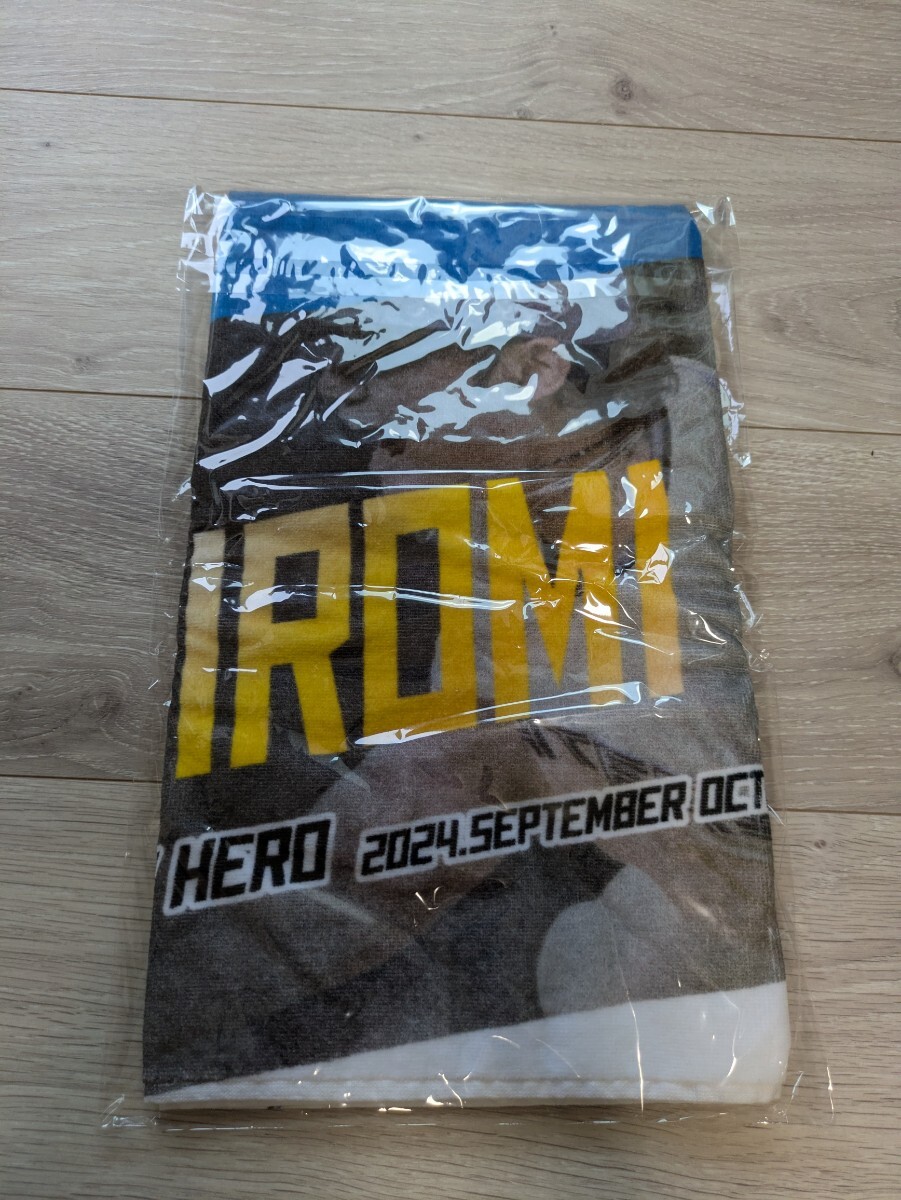 IROMI
HERO 2024.SEPTEMBER OCT